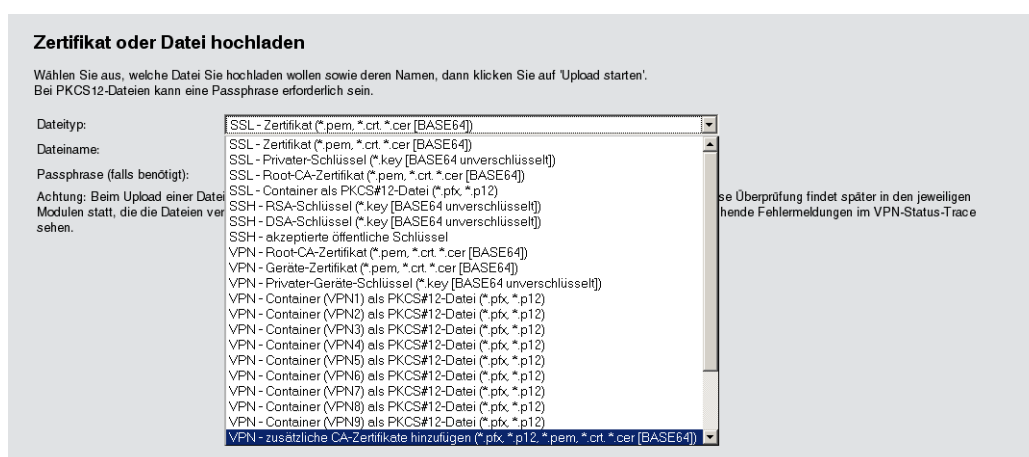 Zertifikat oder Datei hochladen
Wählen Sie aus, welche Datei Sie hochladen wollen sowie deren Namen, dann klicken Sie auf 'Upload starten'.
Bei PKCS12-Dateien kann eine Passphrase erforderlich sein.
Dateityp:
SSL - Zertifikat (*.pem, *.crt. *.cer [BASE64])
Dateiname:
Passphrase (falls benötigt):
Achtung: Beim Upload einer Datei
se Überprüfung findet später in den jeweiligen
Modulen statt, die die Dateien ver
hende Fehlermeldungen im VPN-Status-Trace
sehen.
SSL - Zertifikat (*.pem, *.crt. *.cer [BASE64])
SSL - Privater-Schlüssel (*.key [BASE64 unverschlüsselt])
SSL - Root-CA-Zertifikat (*.pem, *.crt. *.cer [BASE64])
SSL - Container als PKCS#12-Datei (*.pfx, *.p12)
SSH - RSA-Schlüssel (*.key [BASE64 unverschlüsselt])
SSH - DSA-Schlüssel (*.key [BASE64 unverschlüsselt])
SSH - akzeptierte öffentliche Schlüssel
VPN - Root-CA-Zertifikat (*.pem, *.crt. *.cer [BASE64])
VPN - Geräte-Zertifikat (*.pem, *.crt. *.cer [BASE64])
VPN - Privater-Geräte-Schlüssel (*.key [BASE64 unverschlüsselt])
VPN - Container (VPN1) als PKCS#12-Datei (*.pfx, *.p12)
VPN - Container (VPN2) als PKCS#12-Datei (*.pfx, *.p12)
VPN - Container (VPN3) als PKCS#12-Datei (*.pfx, *.p12)
VPN - Container (VPN4) als PKCS#12-Datei (*.pfx, *.p12)
VPN - Container (VPN5) als PKCS#12-Datei (*.pfx, *.p12)
VPN - Container (VPN6) als PKCS#12-Datei (*.pfx, *.p12)
VPN - Container (VPN7) als PKCS#12-Datei (*.pfx, *.p12)
VPN - Container (VPN8) als PKCS#12-Datei (*.pfx, *.p12)
VPN - Container (VPN9) als PKCS#12-Datei (*.pfx, *.p12)
VPN - zusätzliche CA-Zertifikate hinzufügen (*.pfx, *.p12, *.pem, *.crt. *.cer [BASE64])